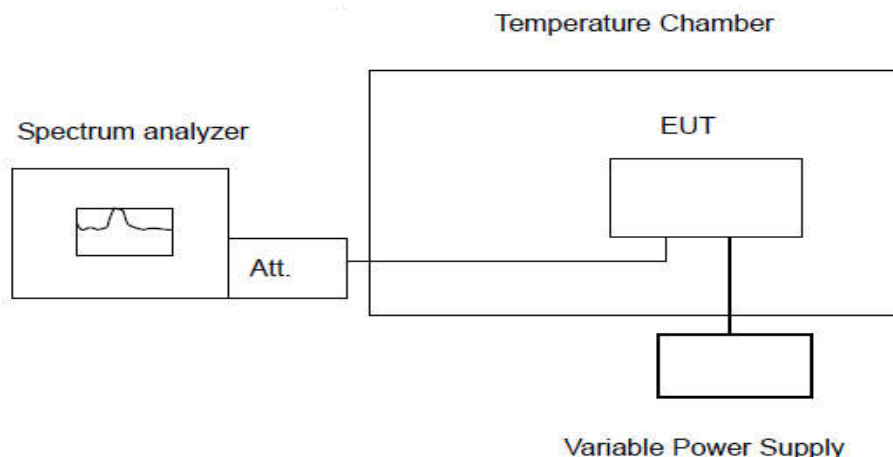 Temperature Chamber
Spectrum analyzer
EUT
Att.
Variable Power Supply